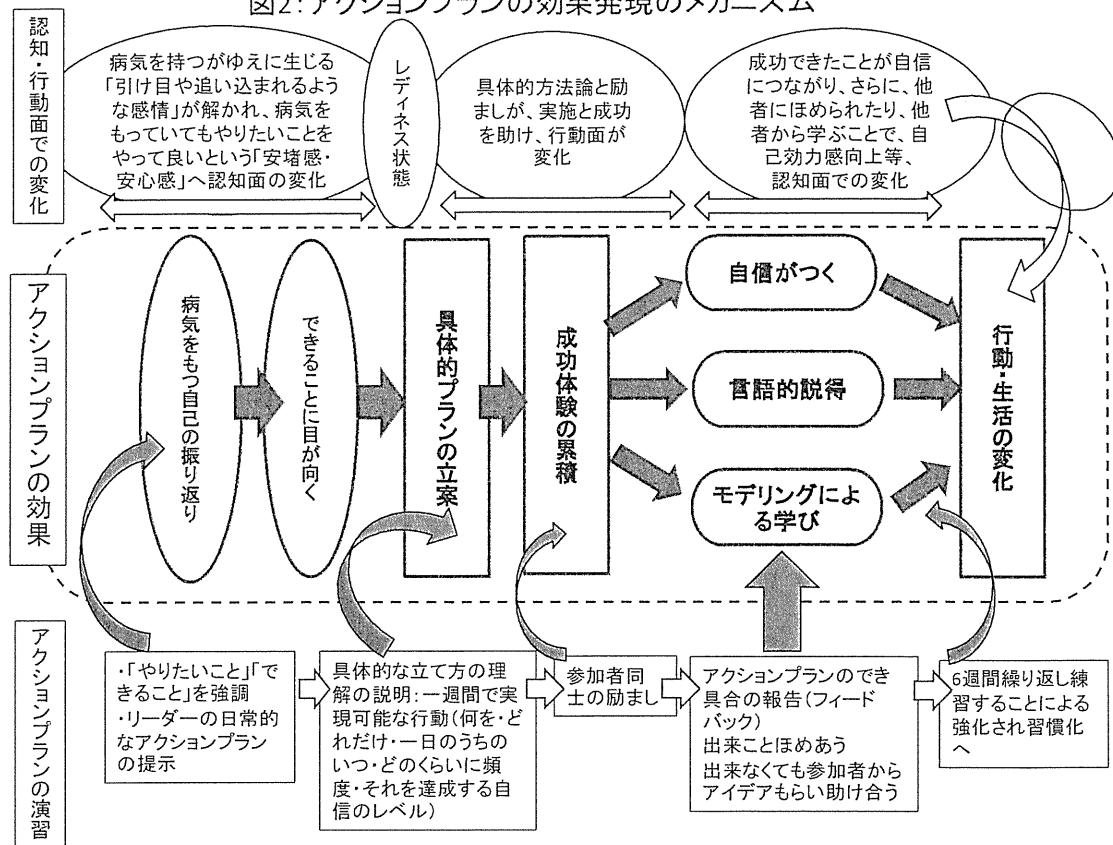 図2:アクションプランの効果発現のメカニズム
認知・行動面での変化
病気を持つがゆえに生じる
「引け目や追い込まれるよう
な感情」が解かれ、病気を
もっていてもやりたいことを
やって良いという「安堵感・
安心感」へ認知面の変化
レディネス状態
具体的方法論と励
ましが、実施と成功
を助け、行動面が
変化
成功できたことが自信
につながり、さらに、他
者にほめられたり、他
者から学ぶことで、自
己効力感向上等、
認知面での変化
アクションプランの効果
病気をもつ自己の振り返り
できることに目が向く
具体的プランの立案
成功体験の累積
自信がつく
言語的説得
モデリングによ
る学び
行動・生活の変化
アクションプランの演習
・「やりたいこと」「で
きること」を強調
・リーダーの日常的
なアクションプラン
の提示
具体的な立て方の理
解の説明:一週間で実
現可能な行動(何を・ど
れだけ・一日のうちの
いつ・どのくらいに頻
度・それを達成する自
信のレベル)
参加者同
士の励まし
アクションプランのでき
具合の報告(フィード
バック)
出来ことほめあう
出来なくても参加者から
アイデアもらい助け合う
6週間繰り返し練
習することによる
強化され習慣化
へ